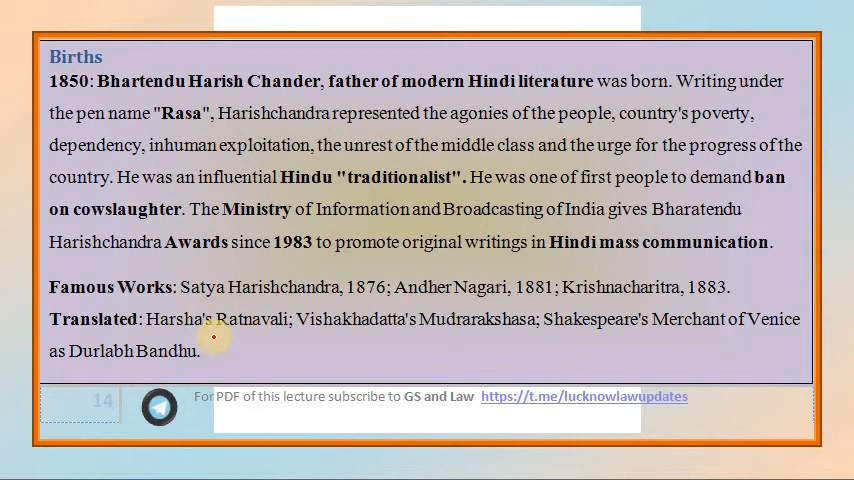 Births
1850: Bhartendu Harish Chander, father of modern Hindi literature was born. Writing under
the pen name "Rasa", Harishchandra represented the agonies of the people, country's poverty,
dependency, inhuman exploitation, the unrest of the middle class and the urge for the progress of the
country. He was an influential Hindu "traditionalist". He was one of first people to demand ban
on cowslaughter. The Ministry of Information and Broadcasting of India gives Bharatendu
Harishchandra Awards since 1983 to promote original writings in Hindi mass communication.
Famous Works: Satya Harishchandra, 1876; Andher Nagari, 1881; Krishnacharitra, 1883.
Translated: Harsha's Ratnavali; Vishakhadatta's Mudrarakshasa; Shakespeare's Merchant of Venice
as Durlabh Bandhu.
14
For PDF of this lecture subscribe to GS and Law https://t.me/lucknowlawupdates